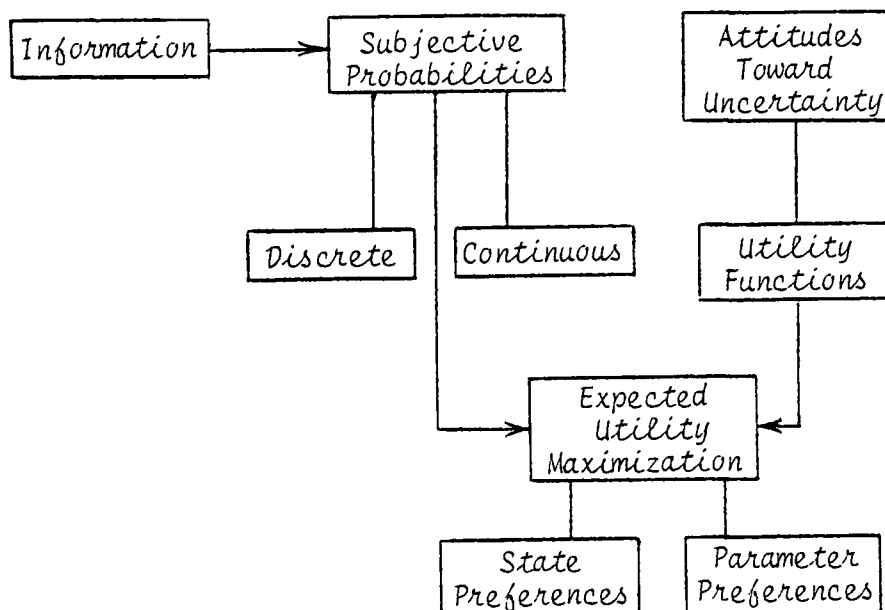 Information
Subjective
Probabilities
Attitudes
Toward
Uncertainty
Discrete
Continuous
Utility
Functions
Expected
Utility
Maximization
State
Preferences
Parameter
Preferences